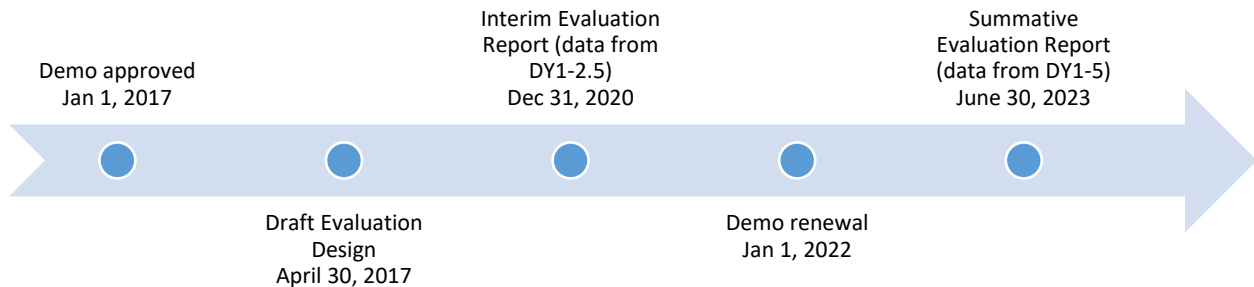 Demo approved
Jan 1, 2017
Draft Evaluation
Design
April 30, 2017
Interim Evaluation
Report (data from
DY1-2.5)
Dec 31, 2020
Demo renewal
Jan 1, 2022
Summative
Evaluation Report
(data from DY1-5)
June 30, 2023